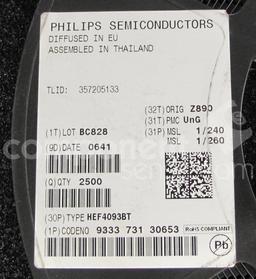 PHILIPS SEMICONDUCTORS
DIFFUSED IN EU
ASSEMBLED IN THAILAND
TLID: 357205133
(32T) ORIG Z890
(31T) PMC UnG
(31P) MSL 1/240
MSL 1/260
(1T) LOT BC828
(9D) DATE 0641
(Q) QTY 2500
(30P) TYPE HEF4093BT
(1P) CODENO 9333 731 30653
RoHS COMPLIANT
Pb